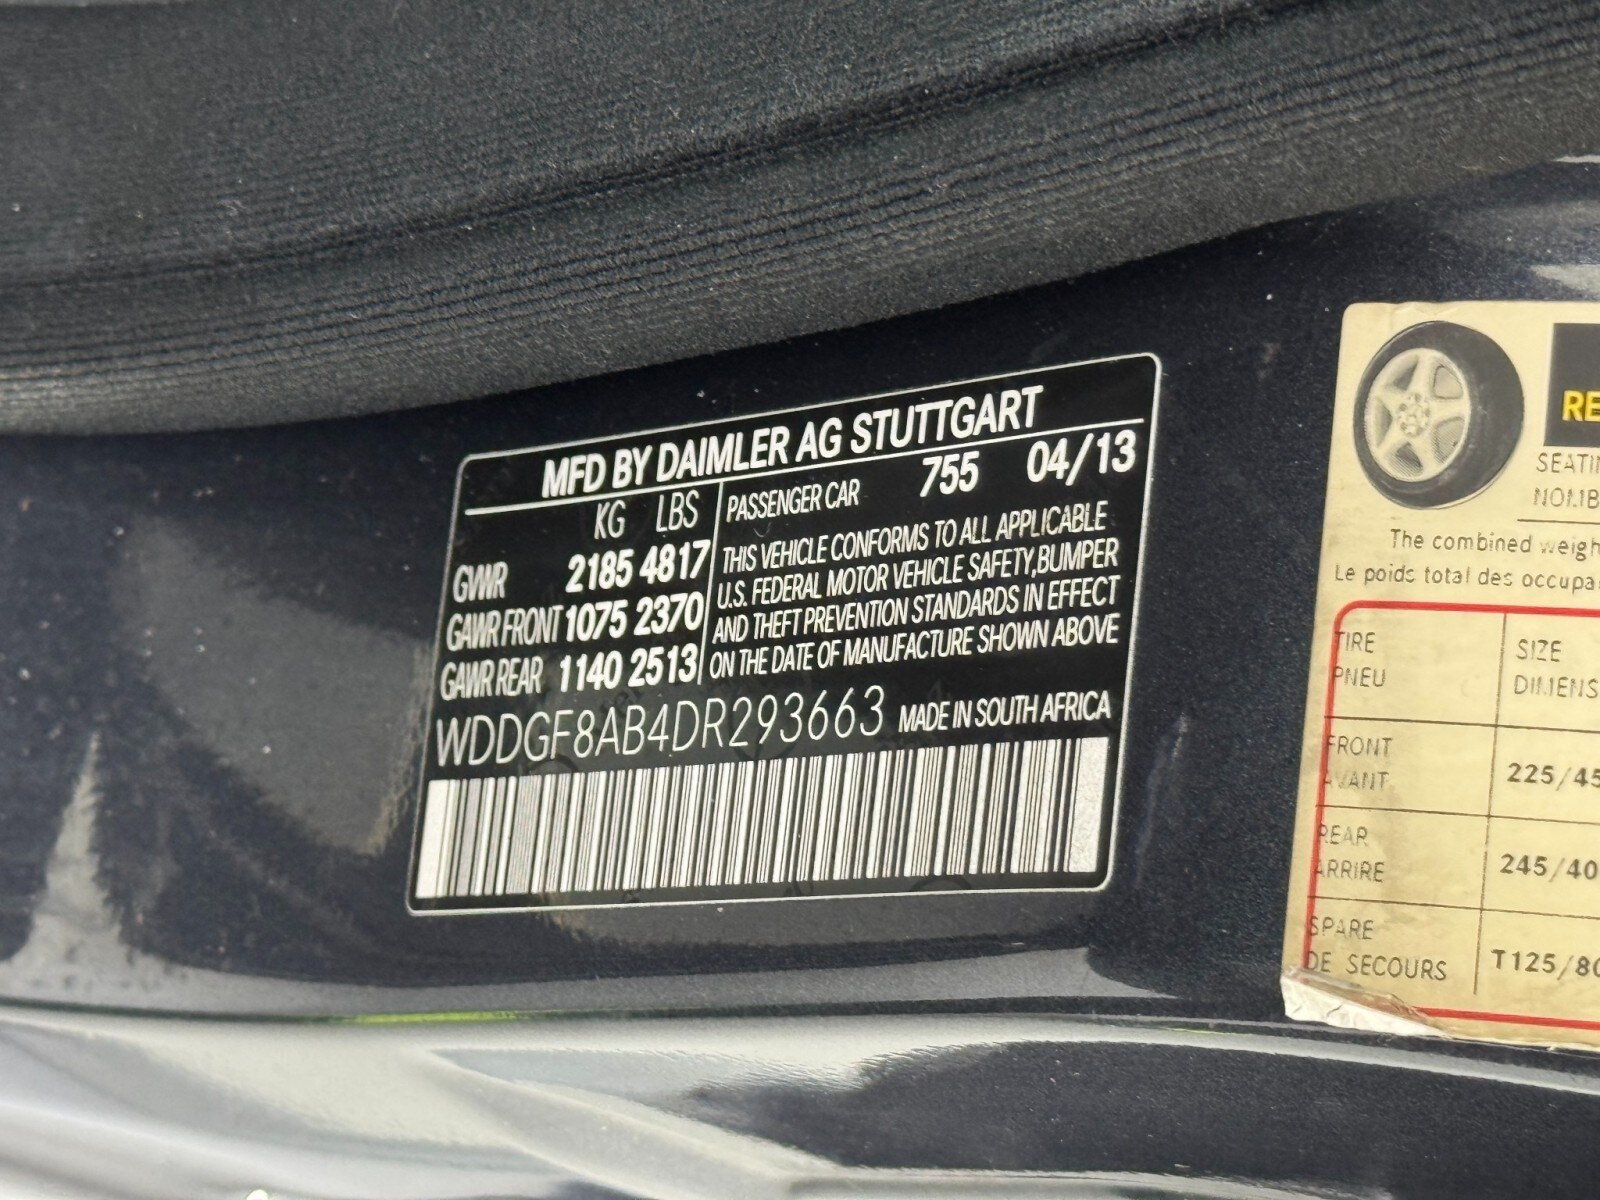 MFD BY DAIMLER AG STUTTGART
KG LBS
PASSENGER CAR 755 04/13
GVWR 2185 4817
GAWR FRONT 1075 2370
GAWR REAR 1140 2513
THIS VEHICLE CONFORMS TO ALL APPLICABLE
U.S. FEDERAL MOTOR VEHICLE SAFETY,BUMPER
AND THEFT PREVENTION STANDARDS IN EFFECT
ON THE DATE OF MANUFACTURE SHOWN ABOVE
WDDGF8AB4DR293663 MADE IN SOUTH AFRICA
RE
SEATIN
NOMB
The combined weigh
Le poids total des occupa
TIRE
PNEU
SIZE
DIMENS
FRONT
AVANT
225/45
REAR
ARRIRE
245/40
SPARE
DE SECOURS
T125/80